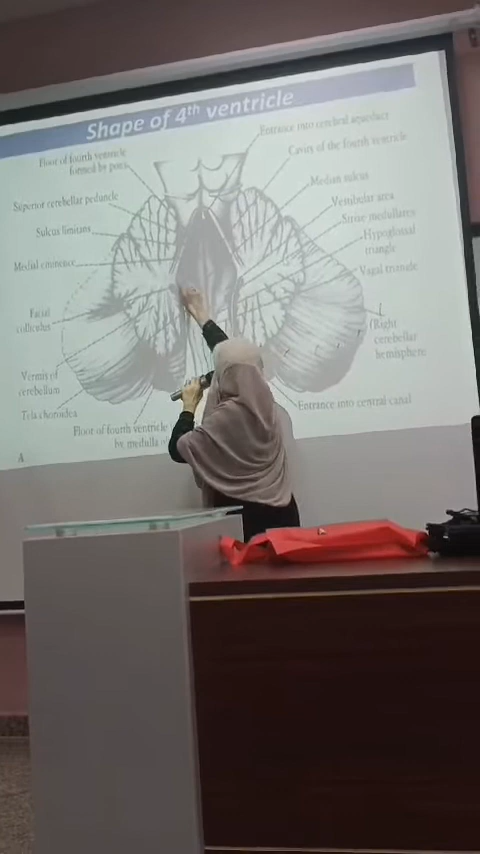 Shape of 4th ventricle
Floor of fourth ventricle
formed by pons
Superior cerebellar peduncle
Sulcus limitans
Medial eminence
Facial
colliculus
Vermis of
cerebellum
Tela choroidea
Floor of fourth ventricle
by medulla
A
Entrance into cerebral aqueduct
Cavity of the fourth ventricle
Median sulcus
Vestibular area
Striae medullares
Hypoglossal
triangle
Vagal triangle
Right
cerebellar
hemisphere
Entrance into central canal